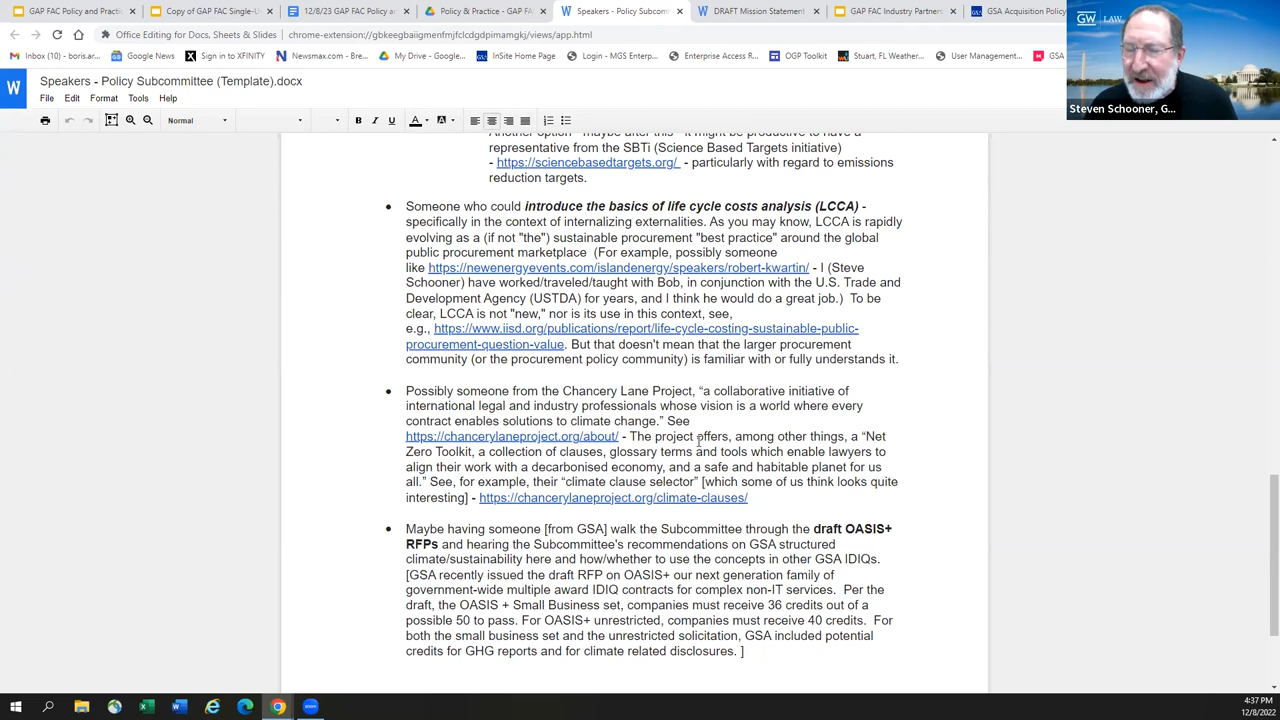 GAP FAC Policy and Pract
Copy of GAP FAC Single-U
12/8/23 GAP FAC Policy an
Policy & Practice - GAP FA
Speakers - Policy Subcomm
DRAFT Mission Statement
GAP FAC Industry Partners
GSA Acquisition Policy
Office Editing for Docs, Sheets & Slides
chrome-extension://gbkeegbaiigmenfmjfclcdgdpimamgkj/views/app.html
Inbox (10) - boris.ar...
Google News
Sign in to XFINITY
Newsmax.com - Bre...
My Drive - Google...
InSite Home Page
Login - MGS Enterp...
Enterprise Access R...
OGP Toolkit
Stuart, FL Weather...
User Management...
GSA
GW LAW
Steven Schooner, G...
W
Speakers - Policy Subcommittee (Template).docx
File Edit Format Tools Help
Normal
B I U A A
Another option - maybe after this - it might be productive to have a
representative from the SBTi (Science Based Targets initiative)
- https://sciencebasedtargets.org/ - particularly with regard to emissions
reduction targets.
• Someone who could introduce the basics of life cycle costs analysis (LCCA) -
specifically in the context of internalizing externalities. As you may know, LCCA is rapidly
evolving as a (if not "the") sustainable procurement "best practice" around the global
public procurement marketplace (For example, possibly someone
like https://newenergyevents.com/islandenergy/speakers/robert-kwartin/ - I (Steve
Schooner) have worked/traveled/taught with Bob, in conjunction with the U.S. Trade and
Development Agency (USTDA) for years, and I think he would do a great job.) To be
clear, LCCA is not "new," nor is its use in this context, see,
e.g., https://www.iisd.org/publications/report/life-cycle-costing-sustainable-public-
procurement-question-value. But that doesn't mean that the larger procurement
community (or the procurement policy community) is familiar with or fully understands it.
• Possibly someone from the Chancery Lane Project, “a collaborative initiative of
international legal and industry professionals whose vision is a world where every
contract enables solutions to climate change.” See
https://chancerylaneproject.org/about/ - The project offers, among other things, a “Net
Zero Toolkit, a collection of clauses, glossary terms and tools which enable lawyers to
align their work with a decarbonised economy, and a safe and habitable planet for us
all.” See, for example, their “climate clause selector” [which some of us think looks quite
interesting] - https://chancerylaneproject.org/climate-clauses/
• Maybe having someone [from GSA] walk the Subcommittee through the draft OASIS+
RFPs and hearing the Subcommittee's recommendations on GSA structured
climate/sustainability here and how/whether to use the concepts in other GSA IDIQs.
[GSA recently issued the draft RFP on OASIS+ our next generation family of
government-wide multiple award IDIQ contracts for complex non-IT services. Per the
draft, the OASIS + Small Business set, companies must receive 36 credits out of a
possible 50 to pass. For OASIS+ unrestricted, companies must receive 40 credits. For
both the small business set and the unrestricted solicitation, GSA included potential
credits for GHG reports and for climate related disclosures. ]
4:37 PM
12/8/2022